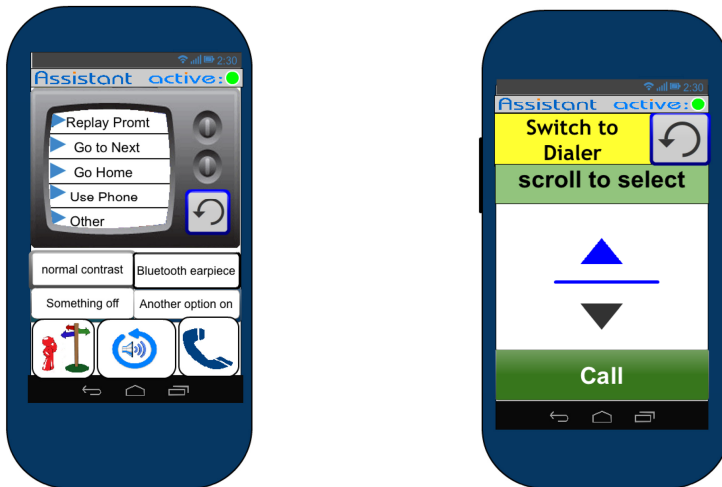 2:30
Assistant active:
Replay Promt
Go to Next
Go Home
Use Phone
Other
normal contrast
Bluetooth earpiece
Something off
Another option on
2:30
Assistant active:
Switch to
Dialer
scroll to select
Call